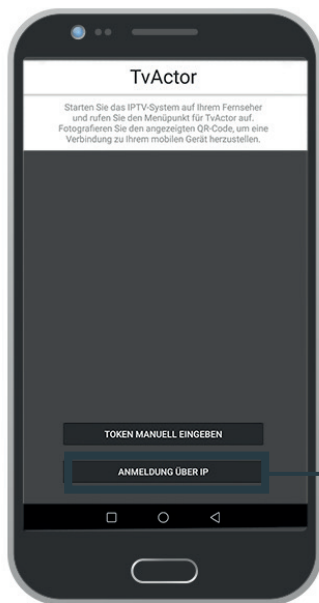 TvActor
Starten Sie das IPTV-System auf Ihrem Fernseher
und rufen Sie den Menüpunkt für TvActor auf.
Fotografieren Sie den angezeigten QR-Code, um eine
Verbindung zu Ihrem mobilen Gerät herzustellen.
TOKEN MANUELL EINGEBEN
ANMELDUNG ÜBER IP